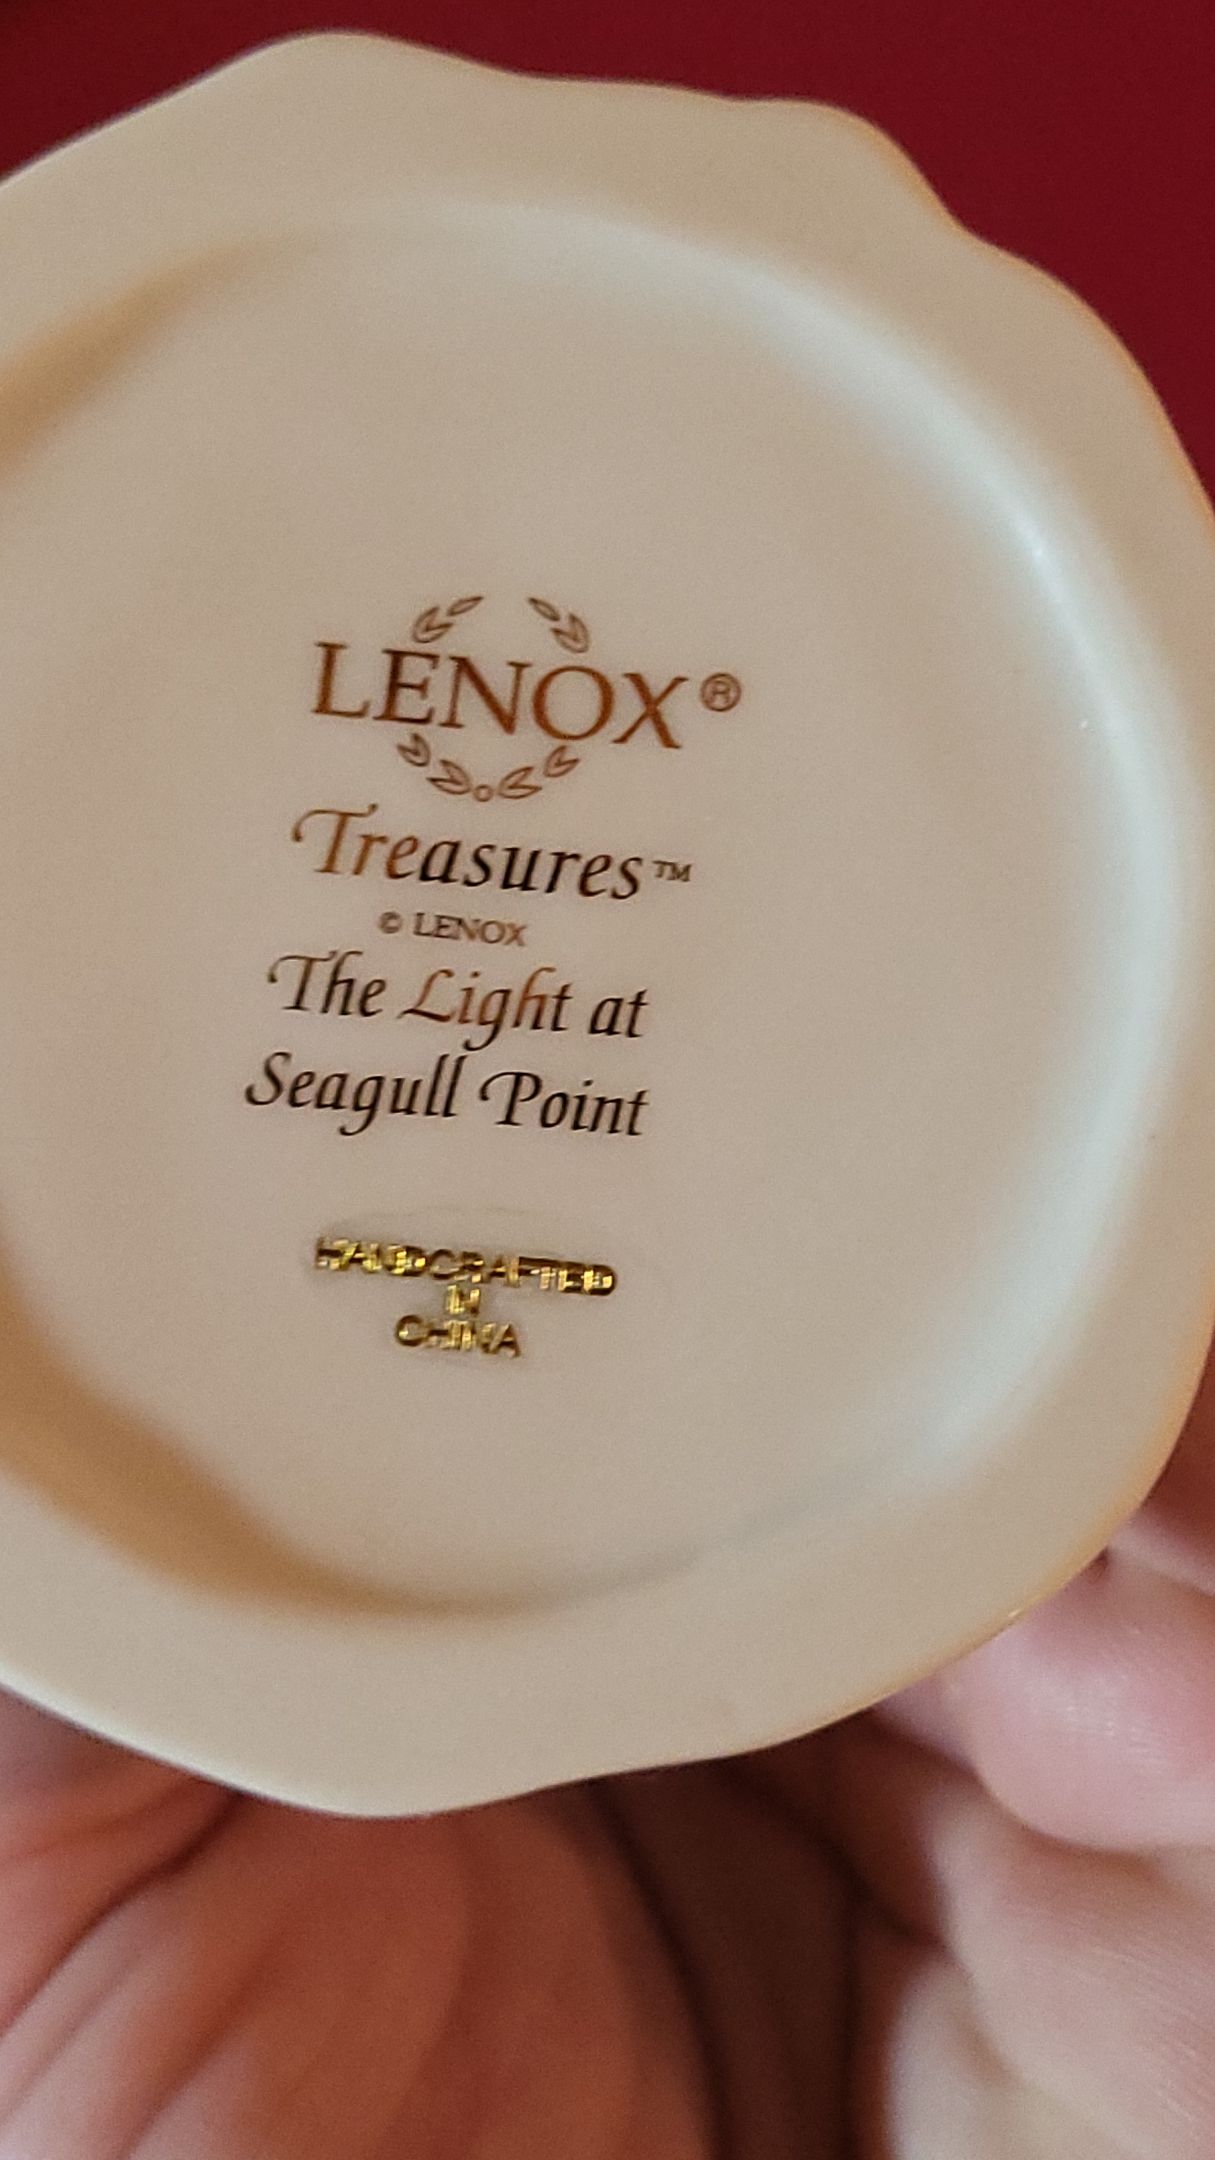 LENOX®
Treasures™
© LENOX
The Light at
Seagull Point
HANDCRAFTED
IN
CHINA